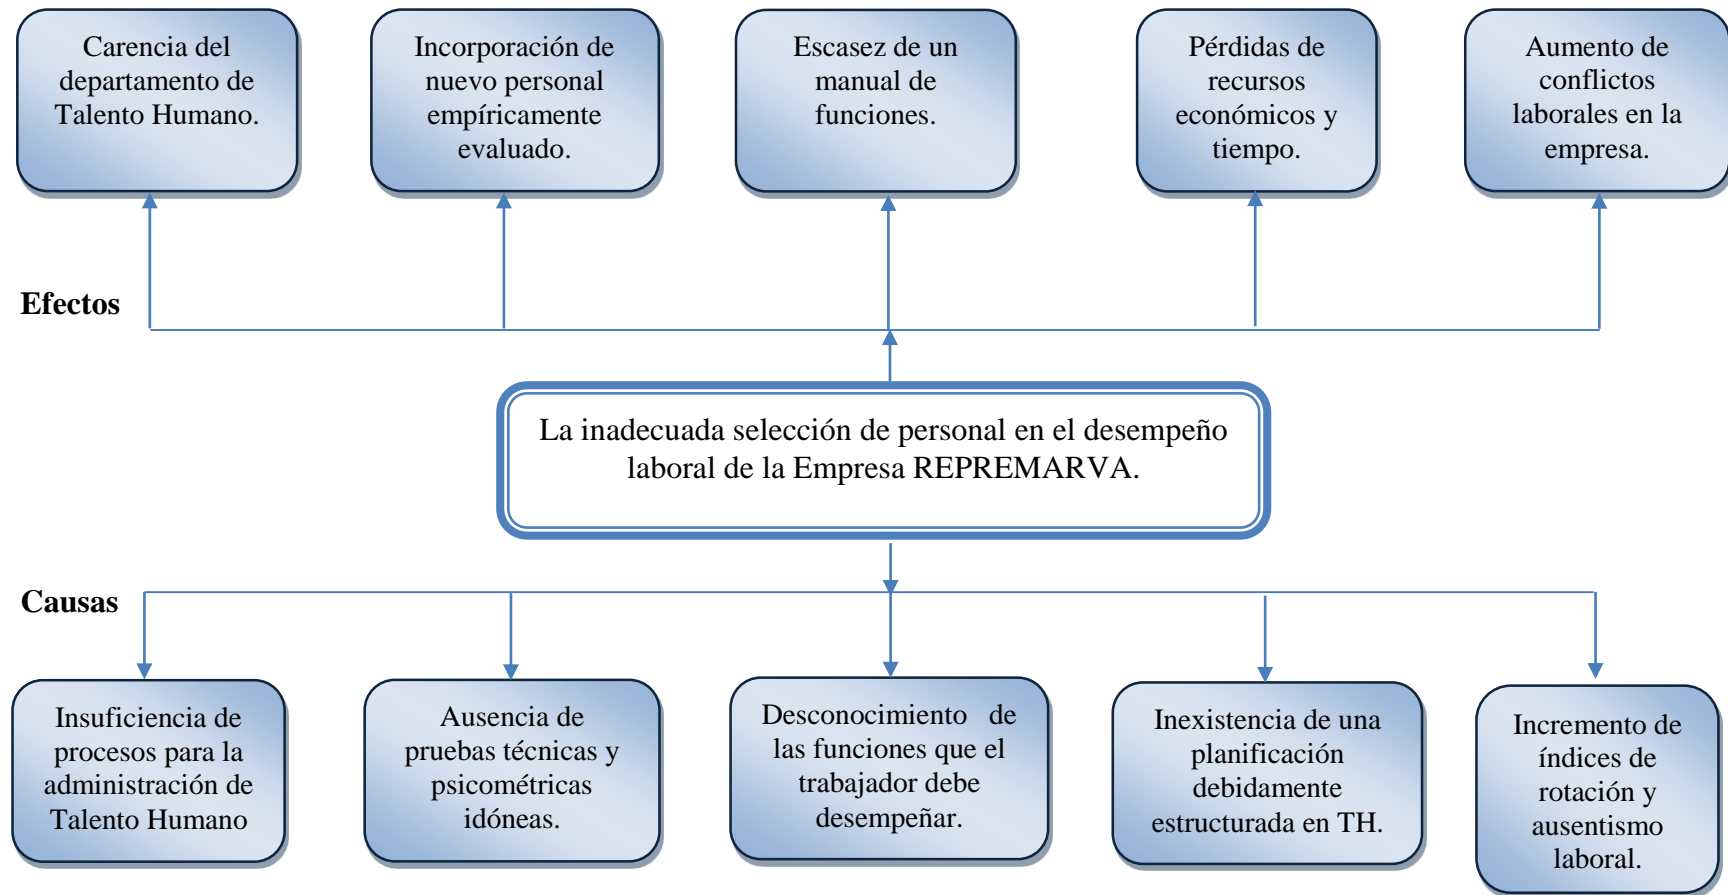 Carencia del
departamento de
Talento Humano.
Incorporación de
nuevo personal
empíricamente
evaluado.
Escasez de un
manual de
funciones.
Pérdidas de
recursos
económicos y
tiempo.
Aumento de
conflictos
laborales en la
empresa.
Efectos
La inadecuada selección de personal en el desempeño
laboral de la Empresa REPREMARVA.
Causas
Insuficiencia de
procesos para la
administración de
Talento Humano
Ausencia de
pruebas técnicas y
psicométricas
idóneas.
Desconocimiento de
las funciones que el
trabajador debe
desempeñar.
Inexistencia de una
planificación
debidamente
estructurada en TH.
Incremento de
índices de
rotación y
ausentismo
laboral.